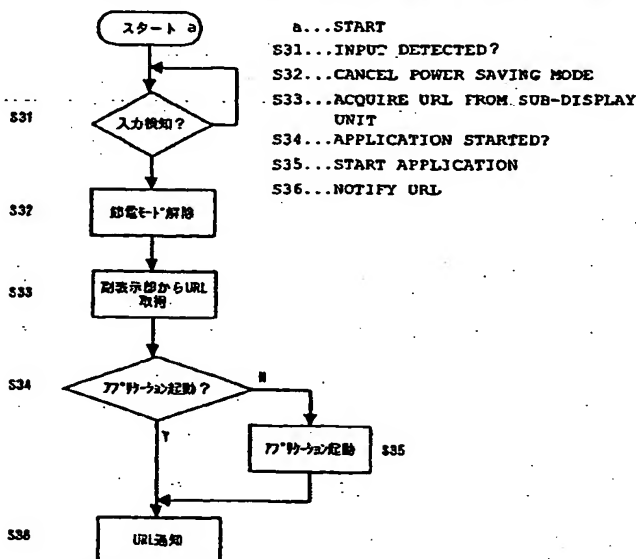 スタート a
a...START
S31...INPUT DETECTED?
S32...CANCEL POWER SAVING MODE
S33...ACQUIRE URL FROM SUB-DISPLAY
UNIT
S34...APPLICATION STARTED?
S35...START APPLICATION
S36...NOTIFY URL
S31
入力検知?
S32
節電モード解除
S33
副表示部からURL
取得
S34
アプリケーション起動?
N
Y
アプリケーション起動
S35
S36
URL通知